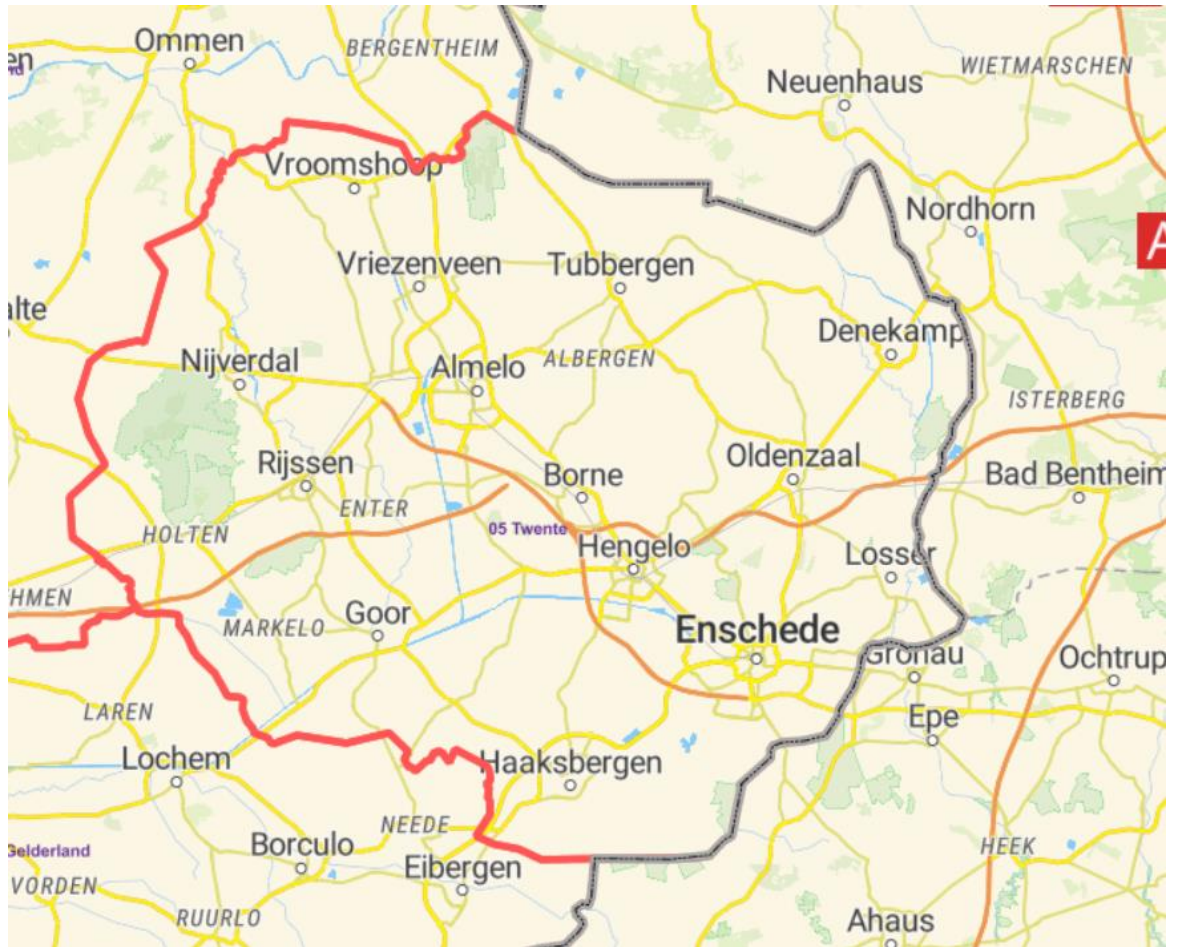 Ommen
BERGENTHEIM
WIETMARSCHEN
en
Neuenhaus
Vroomshoop
Nordhorn
A
Vriezenveen
Tubbergen
alte
Denekamp
Nijverdal
Almelo
ALBERGEN
ISTERBERG
Rijssen
Oldenzaal
Borne
Bad Bentheim
ENTER
05 Twente
HOLTEN
Hengelo
Losser
HMEN
Goor
MARKELO
Enschede
Gronau
Ochtrup
LAREN
Epe
Lochem
Haaksbergen
NEEDE
Borculo
HEEK
Gelderland
Eibergen
VORDEN
RUURLO
Ahaus